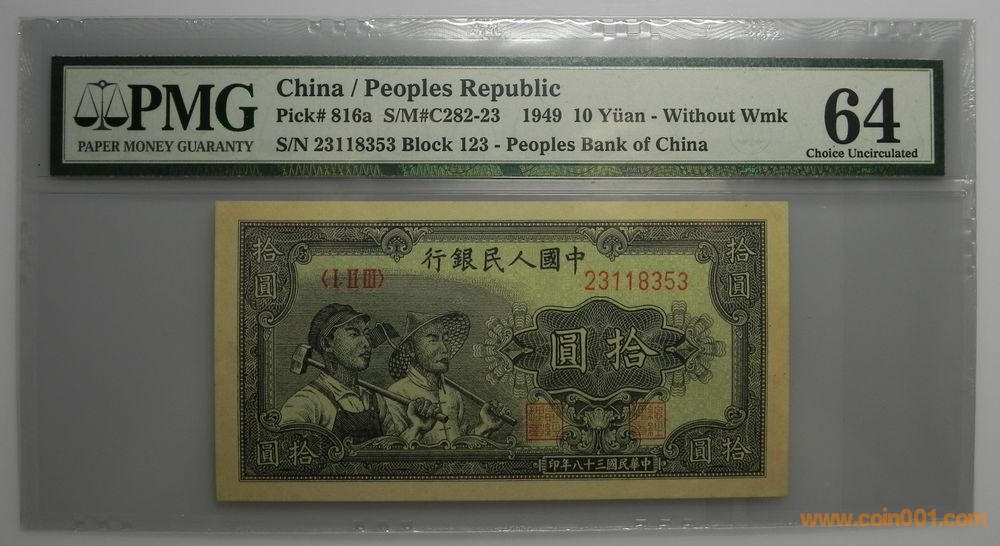 PMG
PAPER MONEY GUARANTY
China / Peoples Republic
Pick# 816a S/M#C282-23 1949 10 Yüan - Without Wmk
S/N 23118353 Block 123 - Peoples Bank of China
64
Choice Uncirculated
拾圓
拾圓
行銀民人國中
〈I II III〉
23118353
圓拾
圓拾
圓拾
印年八十三國民華中
www.coin001.com